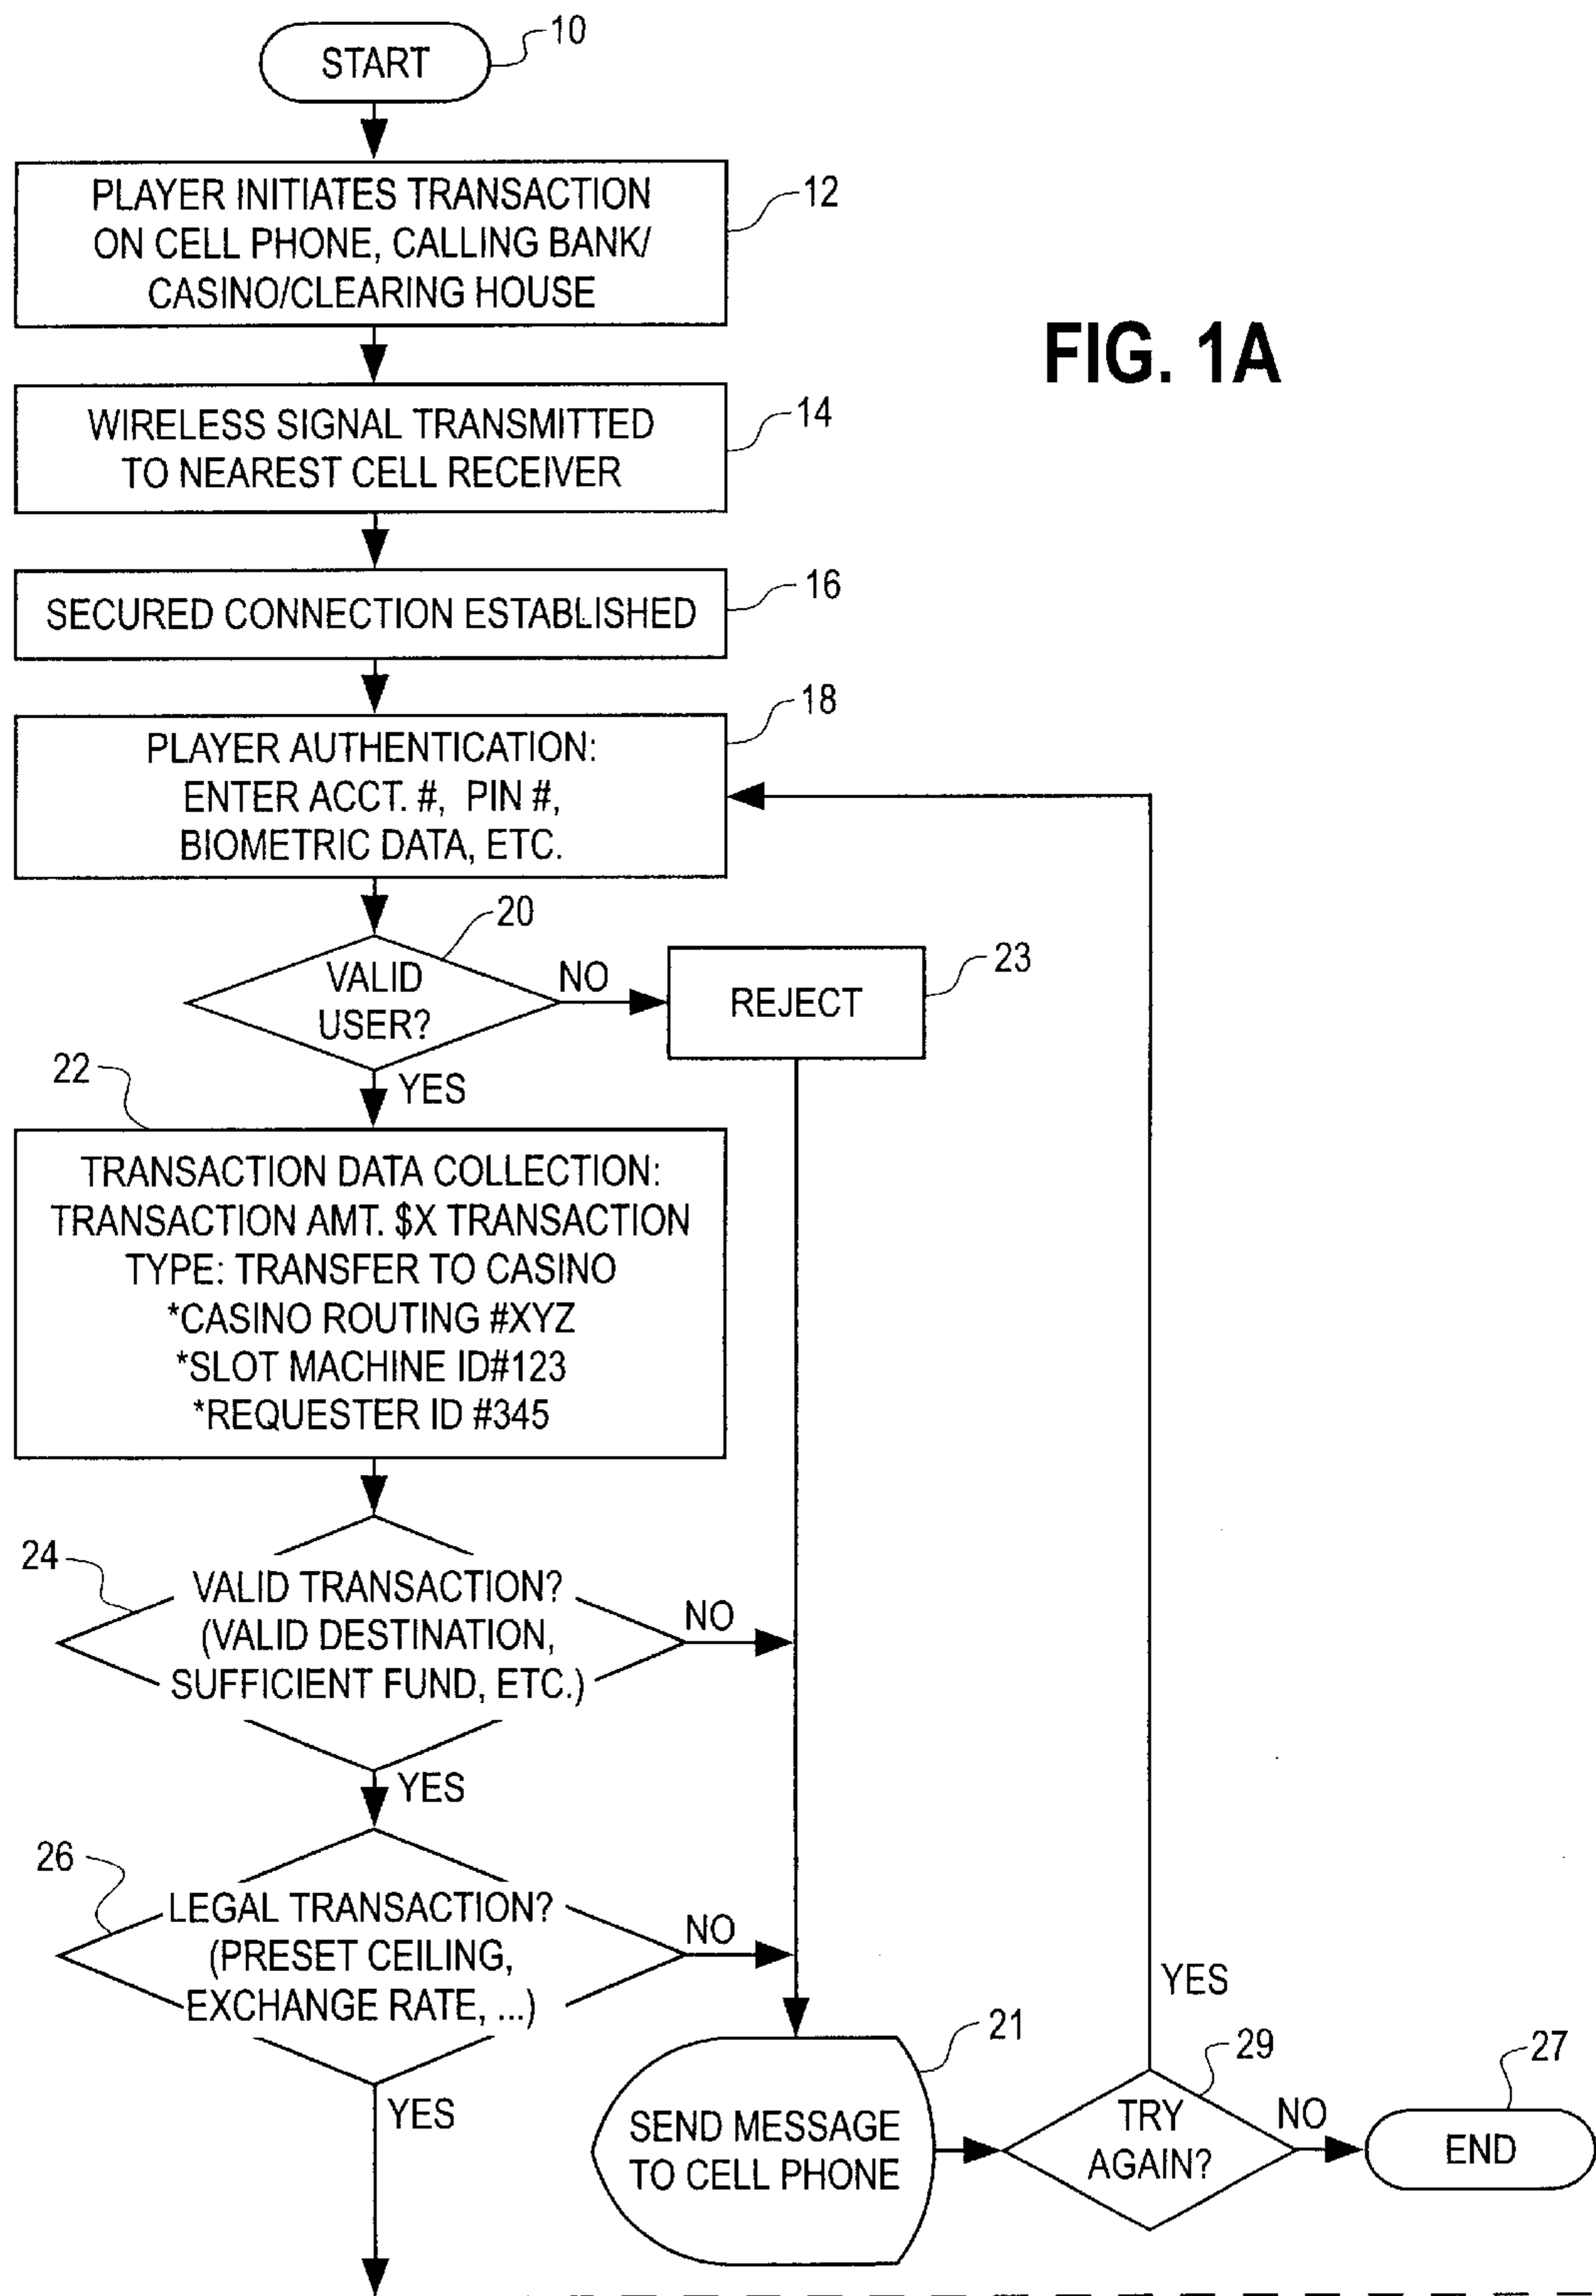 START
10
PLAYER INITIATES TRANSACTION
ON CELL PHONE, CALLING BANK/
CASINO/CLEARING HOUSE
12
FIG. 1A
WIRELESS SIGNAL TRANSMITTED
TO NEAREST CELL RECEIVER
14
SECURED CONNECTION ESTABLISHED
16
PLAYER AUTHENTICATION:
ENTER ACCT. #, PIN #,
BIOMETRIC DATA, ETC.
18
VALID
USER?
20
NO
REJECT
23
YES
22
TRANSACTION DATA COLLECTION:
TRANSACTION AMT. $X TRANSACTION
TYPE: TRANSFER TO CASINO
*CASINO ROUTING #XYZ
*SLOT MACHINE ID#123
*REQUESTER ID #345
24
VALID TRANSACTION?
(VALID DESTINATION,
SUFFICIENT FUND, ETC.)
NO
YES
26
LEGAL TRANSACTION?
(PRESET CEILING,
EXCHANGE RATE, ...)
NO
YES
SEND MESSAGE
TO CELL PHONE
21
YES
TRY
AGAIN?
29
NO
END
27